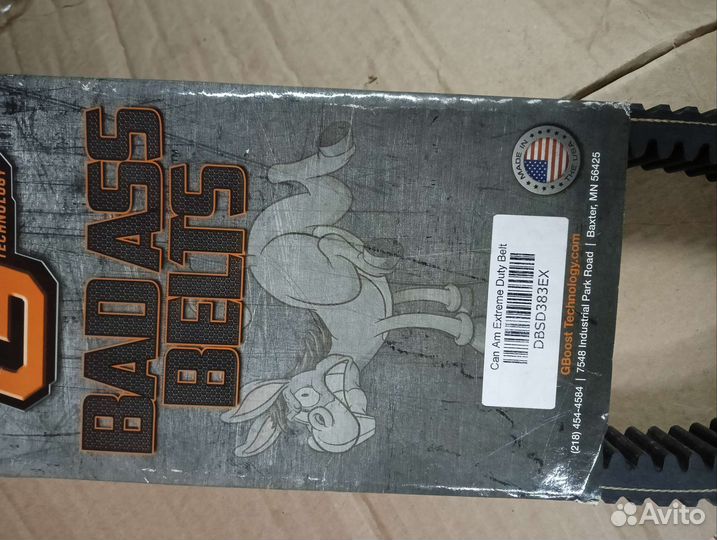 TECHNOLOGY
G
BAD ASS
BELTS
TM
MADE IN
THE USA
Can Am Extreme Duty Belt
DBSD383EX
GBoost Technology.com
(218) 454-4584 | 7548 Industrial Park Road | Baxter, MN 56425
Avito